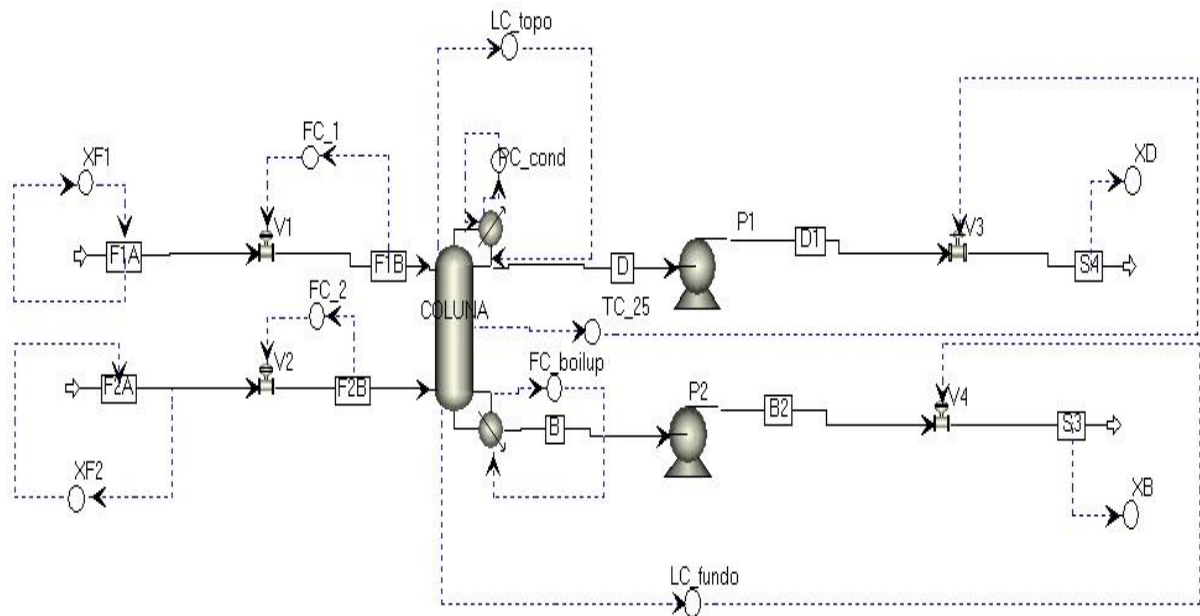 LC_topo
FC_1
PC_cond
XF1
XD
V1
P1
D1
V3
F1A
F1B
D
S4
FC_2
COLUNA
TC_25
V2
FC_boilup
P2
B2
V4
F2A
F2B
B
S3
XF2
XB
LC_fundo